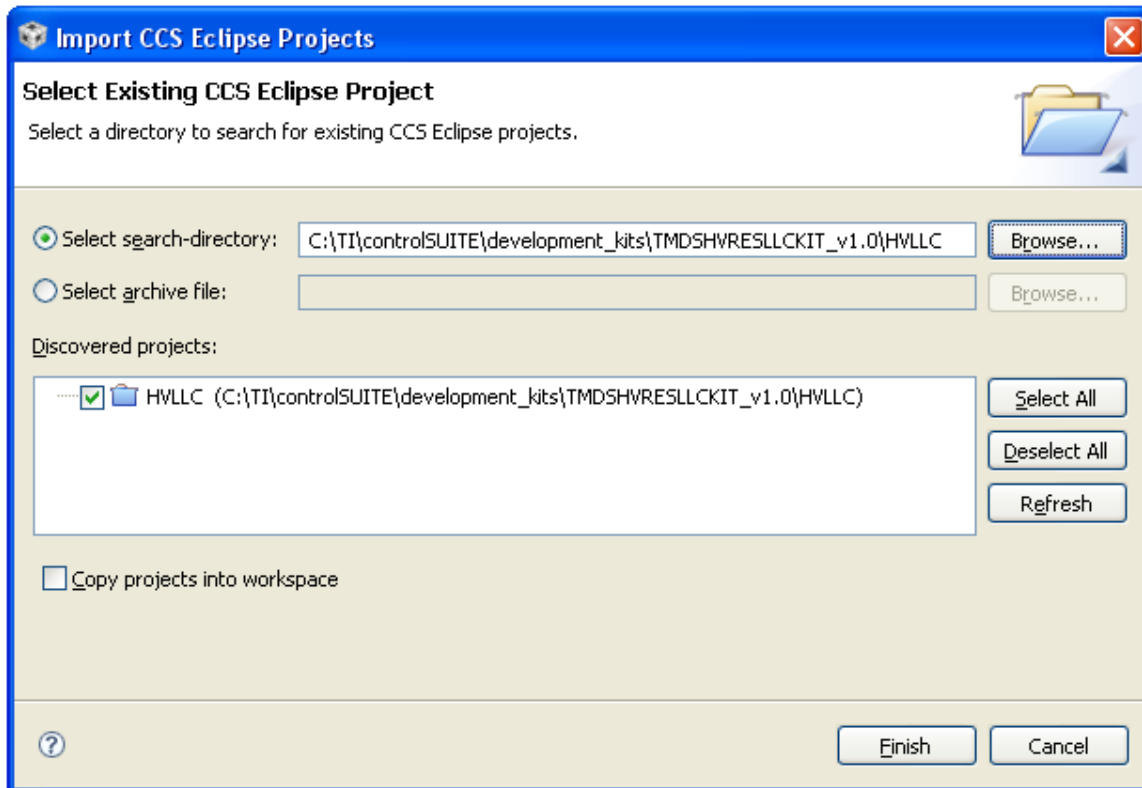 Import CCS Eclipse Projects
Select Existing CCS Eclipse Project
Select a directory to search for existing CCS Eclipse projects.
Select search-directory: C:\TI\controlSUITE\development_kits\TMDSHVRESLLCKIT_v1.0\HVLLC Browse...
Select archive file: Browse...
Discovered projects:
HVLLC (C:\TI\controlSUITE\development_kits\TMDSHVRESLLCKIT_v1.0\HVLLC) Select All
Deselect All
Refresh
Copy projects into workspace
? Finish Cancel